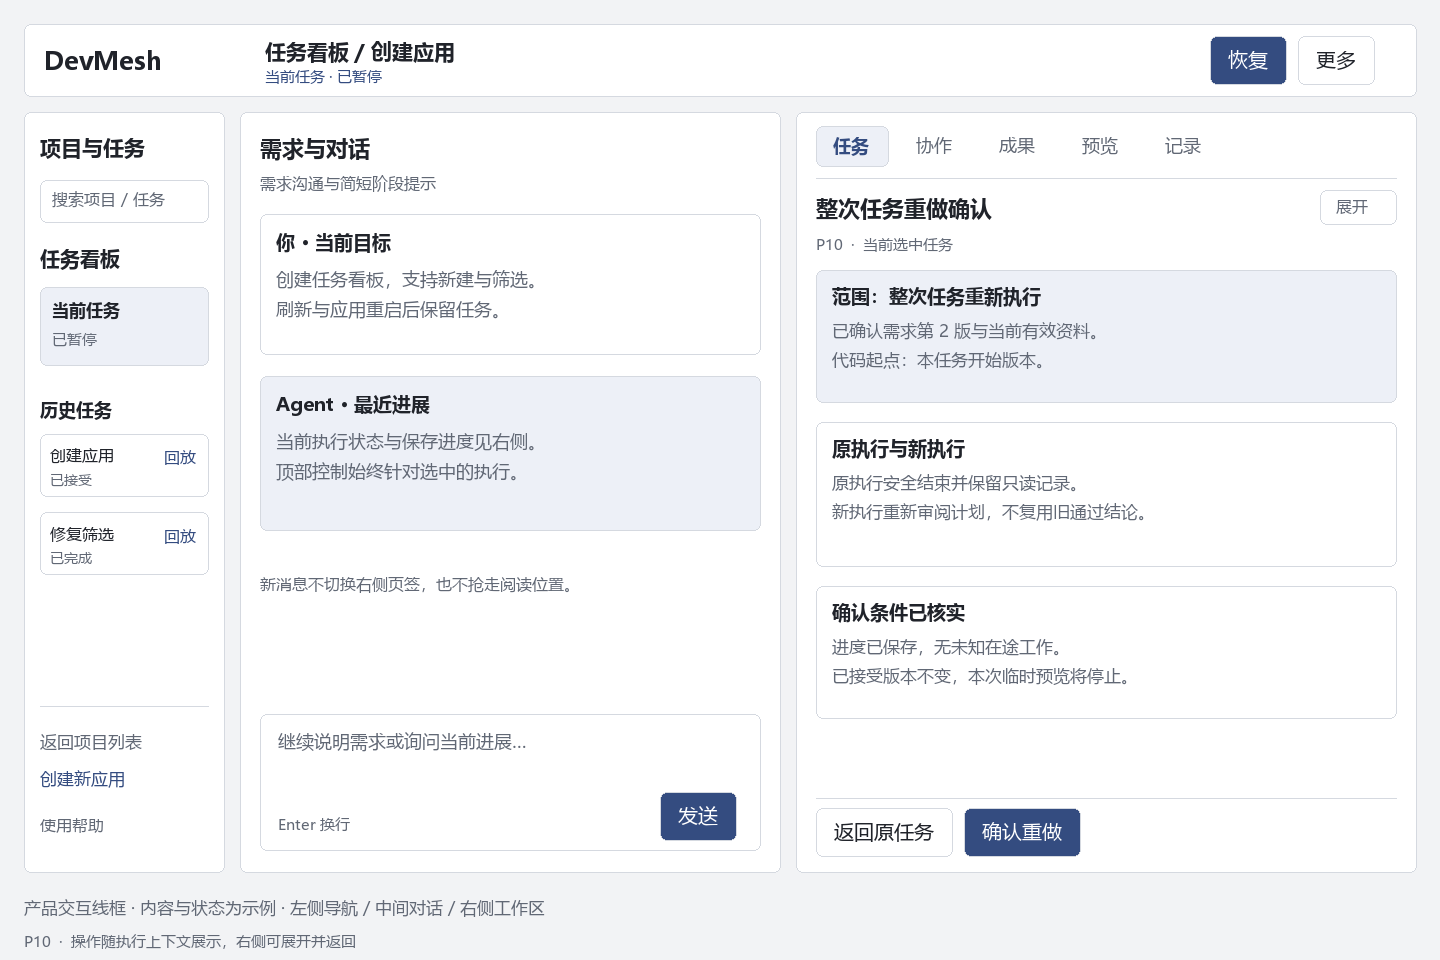 DevMesh
任务看板 / 创建应用
当前任务 · 已暂停
恢复
更多
项目与任务
搜索项目 / 任务
任务看板
当前任务
已暂停
历史任务
创建应用
回放
已接受
修复筛选
回放
已完成
返回项目列表
创建新应用
使用帮助
需求与对话
需求沟通与简短阶段提示
你 · 当前目标
创建任务看板，支持新建与筛选。
刷新与应用重启后保留任务。
Agent · 最近进展
当前执行状态与保存进度见右侧。
顶部控制始终针对选中的执行。
新消息不切换右侧页签，也不抢走阅读位置。
继续说明需求或询问当前进展...
Enter 换行
发送
任务
协作
成果
预览
记录
整次任务重做确认
展开
P10 · 当前选中任务
范围：整次任务重新执行
已确认需求第 2 版与当前有效资料。
代码起点：本任务开始版本。
原执行与新执行
原执行安全结束并保留只读记录。
新执行重新审阅计划，不复用旧通过结论。
确认条件已核实
进度已保存，无未知在途工作。
已接受版本不变，本次临时预览将停止。
返回原任务
确认重做
产品交互线框 · 内容与状态为示例 · 左侧导航 / 中间对话 / 右侧工作区
P10 · 操作随执行上下文展示，右侧可展开并返回